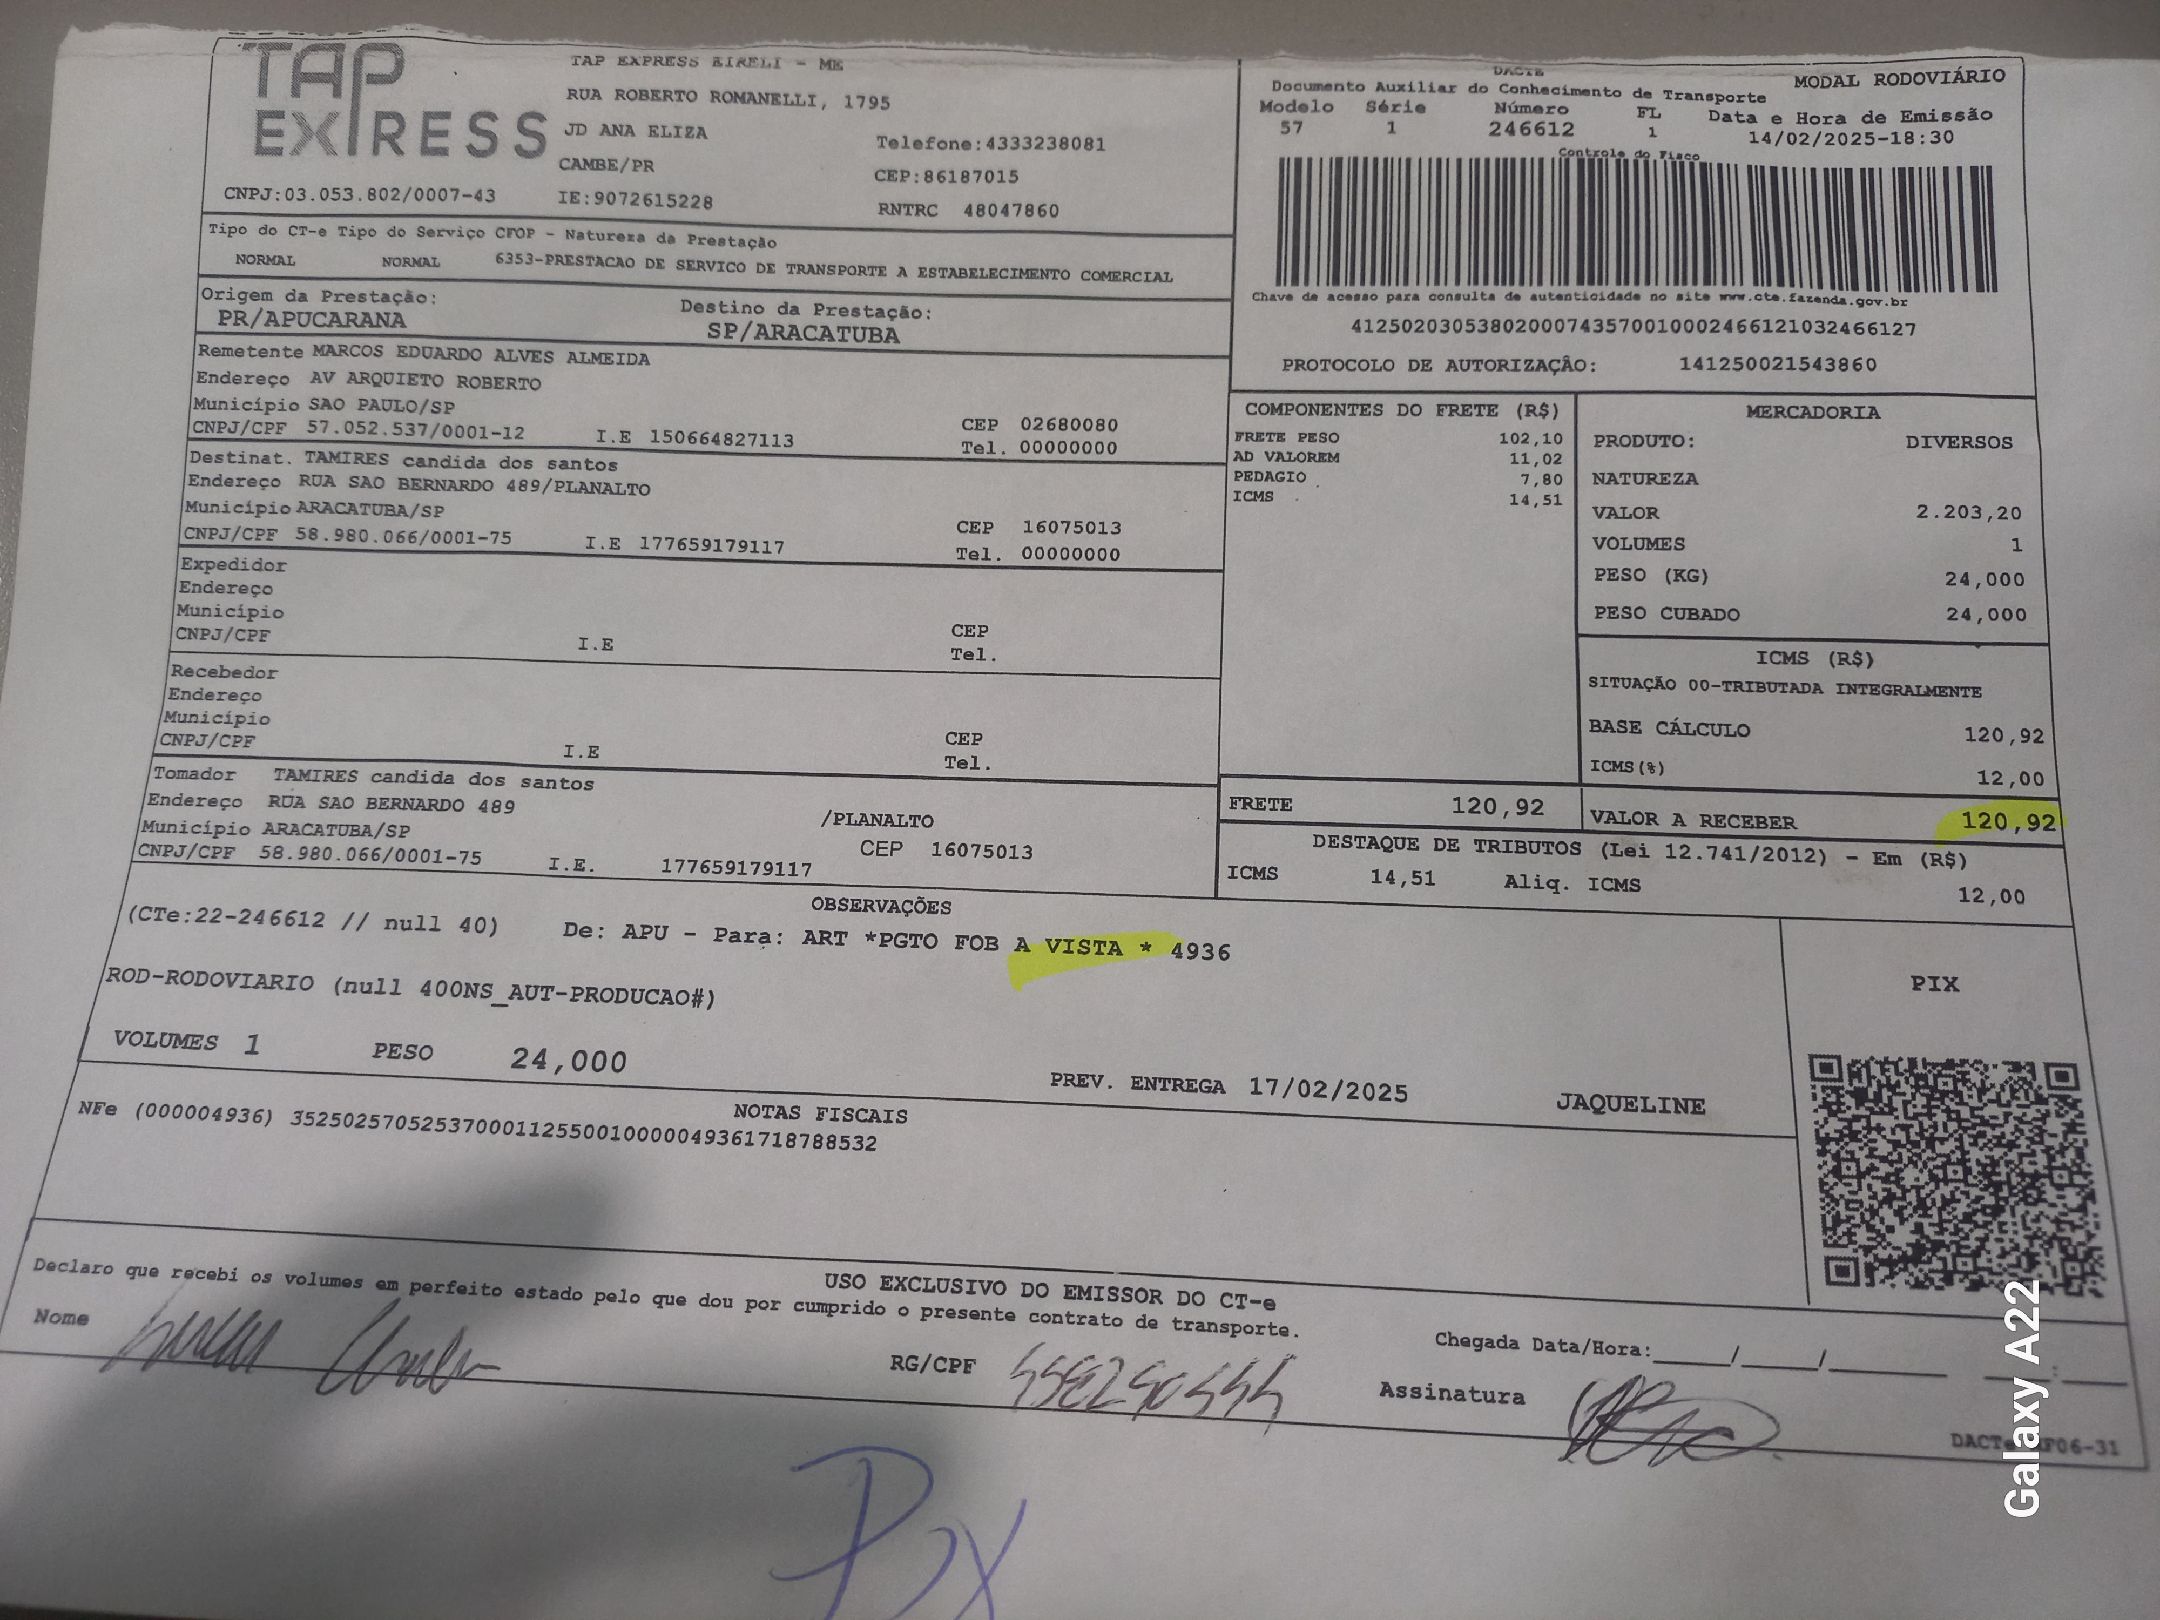 TAP EXPRESS
TAP EXPRESS EIRELI - ME
RUA ROBERTO ROMANELLI, 1795
JD ANA ELIZA
Telefone:4333238081
CAMBE/PR
CEP:86187015
CNPJ:03.053.802/0007-43 IE:9072615228
RNTRC 48047860
DACTE
MODAL RODOVIÁRIO
Documento Auxiliar do Conhecimento de Transporte
Modelo Série Número FL Data e Hora de Emissão
57 1 246612 1 14/02/2025-18:30
Controle do Fisco
Chave de acesso para consulta de autenticidade no site www.cte.fazenda.gov.br
41250203053802000743570010002466121032466127
PROTOCOLO DE AUTORIZAÇÃO: 141250021543860
Tipo do CT-e Tipo do Serviço CFOP - Natureza da Prestação
NORMAL NORMAL 6353-PRESTACAO DE SERVICO DE TRANSPORTE A ESTABELECIMENTO COMERCIAL
Origem da Prestação: Destino da Prestação:
PR/APUCARANA SP/ARACATUBA
Remetente MARCOS EDUARDO ALVES ALMEIDA
Endereço AV ARQUIETO ROBERTO
Município SAO PAULO/SP CEP 02680080
CNPJ/CPF 57.052.537/0001-12 I.E 150664827113 Tel. 00000000
Destinat. TAMIRES candida dos santos
Endereço RUA SAO BERNARDO 489/PLANALTO
Município ARACATUBA/SP CEP 16075013
CNPJ/CPF 58.980.066/0001-75 I.E 177659179117 Tel. 00000000
Expedidor
Endereço
Município CEP
CNPJ/CPF I.E Tel.
Recebedor
Endereço
Município CEP
CNPJ/CPF I.E Tel.
Tomador TAMIRES candida dos santos
Endereço RUA SAO BERNARDO 489 /PLANALTO
Município ARACATUBA/SP CEP 16075013
CNPJ/CPF 58.980.066/0001-75 I.E. 177659179117
COMPONENTES DO FRETE (R$)
FRETE PESO 102,10
AD VALOREM 11,02
PEDAGIO 7,80
ICMS 14,51
MERCADORIA
PRODUTO: DIVERSOS
NATUREZA
VALOR 2.203,20
VOLUMES 1
PESO (KG) 24,000
PESO CUBADO 24,000
ICMS (R$)
SITUAÇÃO 00-TRIBUTADA INTEGRALMENTE
BASE CÁLCULO 120,92
ICMS(%) 12,00
FRETE 120,92 VALOR A RECEBER 120,92
DESTAQUE DE TRIBUTOS (Lei 12.741/2012) - Em (R$)
ICMS 14,51 Aliq. ICMS 12,00
OBSERVAÇÕES
(CTe:22-246612 // null 40) De: APU - Para: ART *PGTO FOB A VISTA * 4936
ROD-RODOVIARIO (null 400NS_AUT-PRODUCAO#)
VOLUMES 1 PESO 24,000
PREV. ENTREGA 17/02/2025 JAQUELINE
PIX
NOTAS FISCAIS
NFe (000004936) 35250257052537000112550010000049361718788532
USO EXCLUSIVO DO EMISSOR DO CT-e
Declaro que recebi os volumes em perfeito estado pelo que dou por cumprido o presente contrato de transporte.
Nome RG/CPF Assinatura
Chegada Data/Hora:____/____/______ __:____
Pix
Galaxy A22